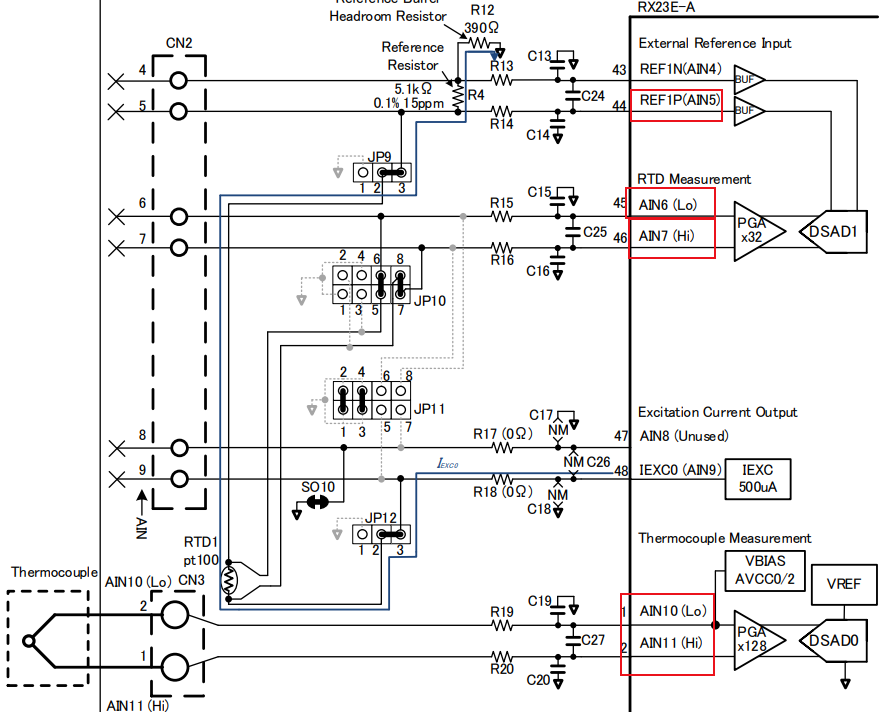 Reference Buffer
Headroom Resistor
R12
390Ω
RX23E-A
CN2
Reference
Resistor
R13
C13
External Reference Input
4
43
REF1N(AIN4)
BUF
5.1kΩ
0.1% 15ppm
R4
C24
5
44
REF1P(AIN5)
BUF
R14
C14
JP9
1 2 3
RTD Measurement
R15
C15
6
45
AIN6 (Lo)
C25
PGA
x32
DSAD1
7
46
AIN7 (Hi)
R16
C16
2 4 6 8
JP10
1 3 5 7
2 4 6 8
JP11
1 3 5 7
Excitation Current Output
C17
NM
8
R17 (0Ω)
47
AIN8 (Unused)
NM C26
9
IEXC0
48
IEXC0 (AIN9)
IEXC
500uA
R18 (0Ω)
NM
C18
SO10
AIN
JP12
1 2 3
RTD1
pt100
Thermocouple Measurement
VBIAS
AVCC0/2
VREF
Thermocouple
AIN10 (Lo)
CN3
2
R19
C19
1
AIN10 (Lo)
C27
PGA
x128
DSAD0
1
2
AIN11 (Hi)
R20
C20
AIN11 (Hi)